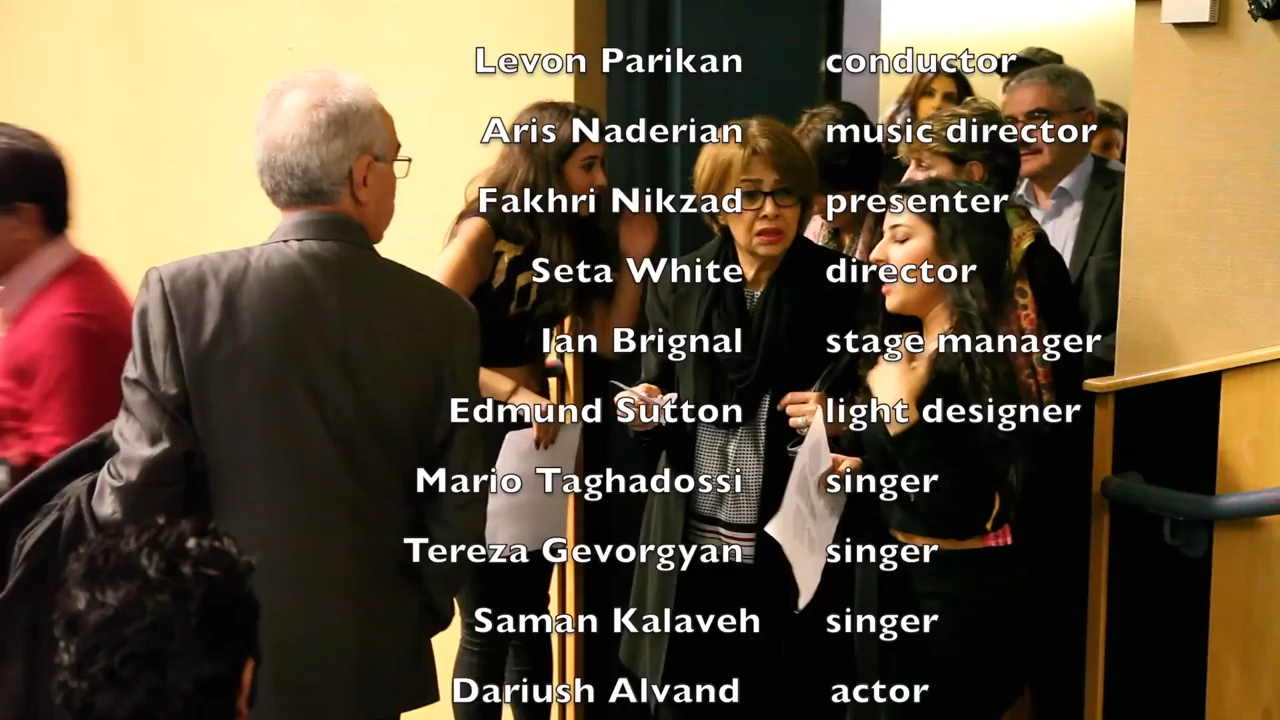 Levon Parikan conductor
Aris Naderian music director
Fakhri Nikzad presenter
Seta White director
Ian Brignal stage manager
Edmund Sutton light designer
Mario Taghadossi singer
Tereza Gevorgyan singer
Saman Kalaveh singer
Dariush Alvand actor